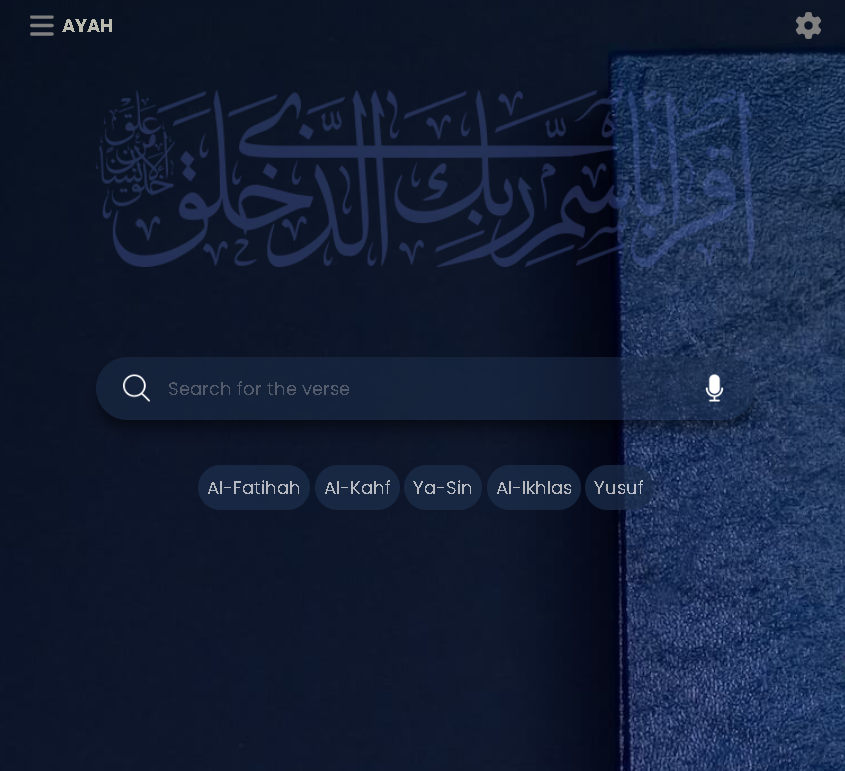 AYAH
اقرأ باسم ربك الذي خلق
خلق الإنسان من علق
Search for the verse
Al-Fatihah Al-Kahf Ya-Sin Al-Ikhlas Yusuf